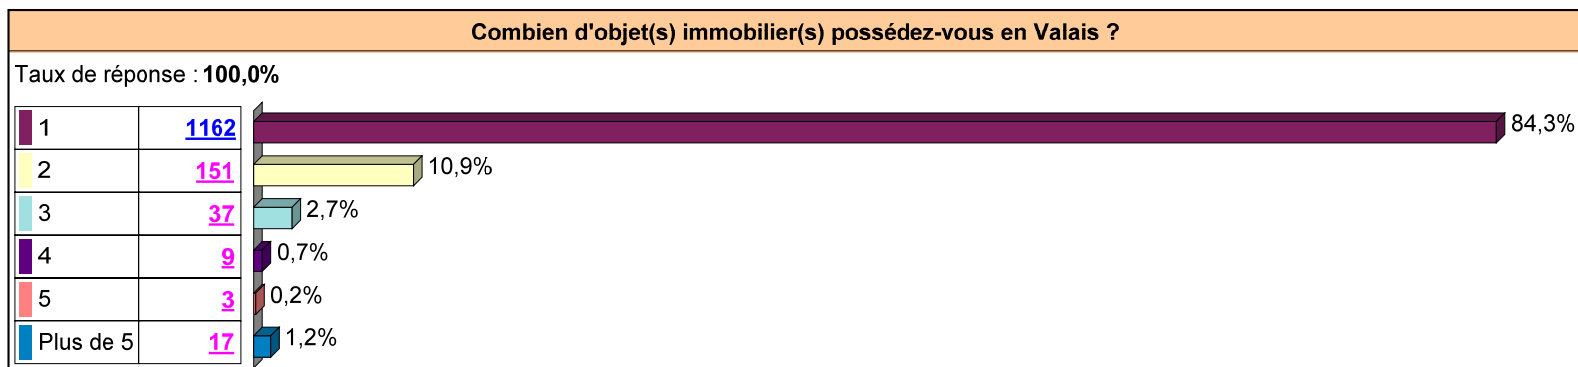 Combien d'objet(s) immobilier(s) possédez-vous en Valais ?
Taux de réponse : 100,0%
1 1162 84,3%
2 151 10,9%
3 37 2,7%
4 9 0,7%
5 3 0,2%
Plus de 5 17 1,2%